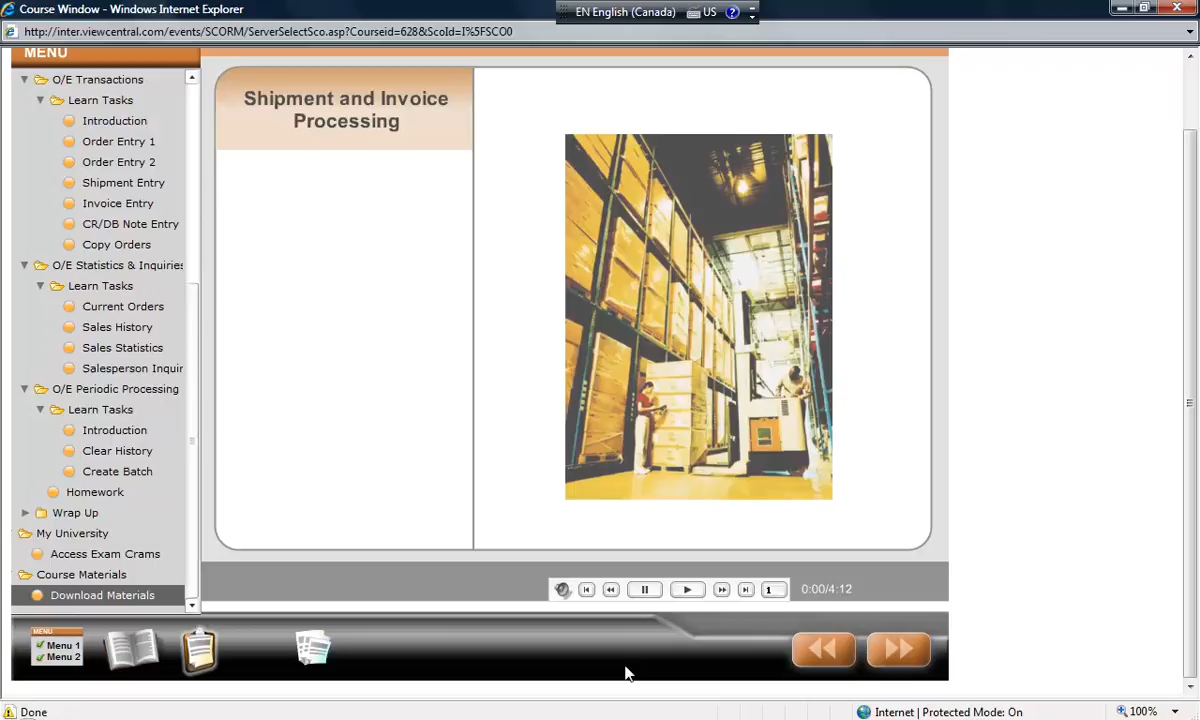 Course Window - Windows Internet Explorer
EN English (Canada) US ?
http://inter.viewcentral.com/events/SCORM/ServerSelectSco.asp?Courseid=628&ScoId=I%5FSCO0
MENU
O/E Transactions
Learn Tasks
Introduction
Order Entry 1
Order Entry 2
Shipment Entry
Invoice Entry
CR/DB Note Entry
Copy Orders
O/E Statistics & Inquiries
Learn Tasks
Current Orders
Sales History
Sales Statistics
Salesperson Inquir
O/E Periodic Processing
Learn Tasks
Introduction
Clear History
Create Batch
Homework
Wrap Up
My University
Access Exam Crams
Course Materials
Download Materials
Shipment and Invoice
Processing
1
0:00/4:12
MENU
Menu 1
Menu 2
Done
Internet | Protected Mode: On
100%